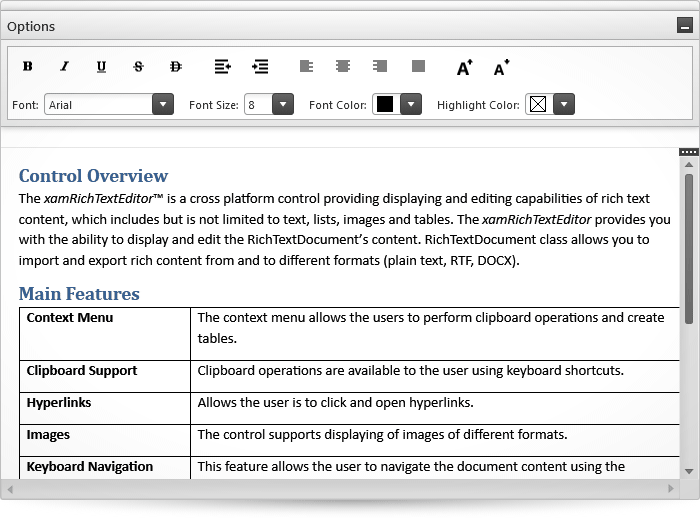 Options
B I U S D A A
Font: Arial Font Size: 8 Font Color: Highlight Color:
Control Overview
The xamRichTextEditor™ is a cross platform control providing displaying and editing capabilities of rich text
content, which includes but is not limited to text, lists, images and tables. The xamRichTextEditor provides you
with the ability to display and edit the RichTextDocument’s content. RichTextDocument class allows you to
import and export rich content from and to different formats (plain text, RTF, DOCX).
Main Features
Context Menu The context menu allows the users to perform clipboard operations and create
tables.
Clipboard Support Clipboard operations are available to the user using keyboard shortcuts.
Hyperlinks Allows the user is to click and open hyperlinks.
Images The control supports displaying of images of different formats.
Keyboard Navigation This feature allows the user to navigate the document content using the